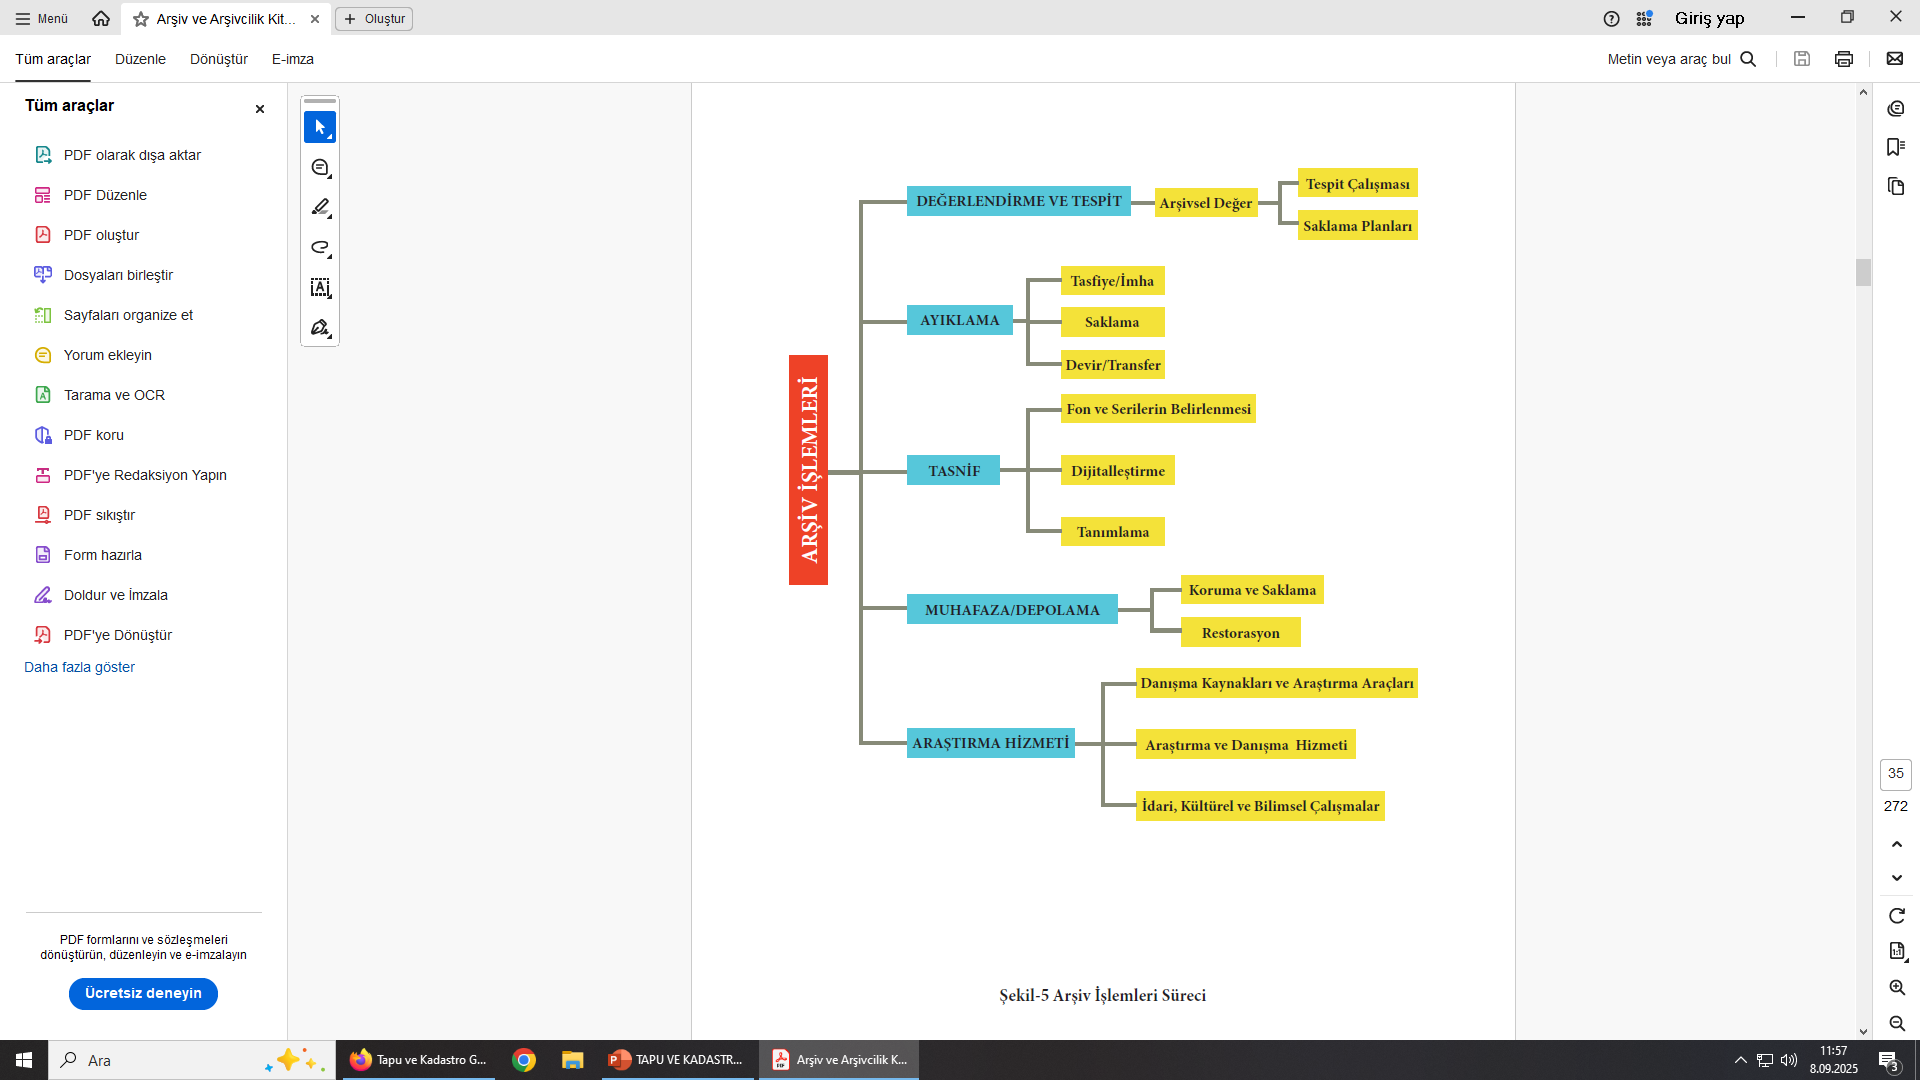 Menü
Arşiv ve Arşivcilik Kit...
Oluştur
Giriş yap
Tüm araçlar
Düzenle
Dönüştür
E-imza
Metin veya araç bul
Tüm araçlar
PDF olarak dışa aktar
PDF Düzenle
PDF oluştur
Dosyaları birleştir
Sayfaları organize et
Yorum ekleyin
Tarama ve OCR
PDF koru
PDF'ye Redaksiyon Yapın
PDF sıkıştır
Form hazırla
Doldur ve İmzala
PDF'ye Dönüştür
Daha fazla göster
PDF formlarını ve sözleşmeleri
dönüştürün, düzenleyin ve e-imzalayın
Ücretsiz deneyin
ARŞİV İŞLEMLERİ
DEĞERLENDİRME VE TESPİT
Arşivsel Değer
Tespit Çalışması
Saklama Planları
AYIKLAMA
Tasfiye/İmha
Saklama
Devir/Transfer
TASNİF
Fon ve Serilerin Belirlenmesi
Dijitalleştirme
Tanımlama
MUHAFAZA/DEPOLAMA
Koruma ve Saklama
Restorasyon
ARAŞTIRMA HİZMETİ
Danışma Kaynakları ve Araştırma Araçları
Araştırma ve Danışma  Hizmeti
İdari, Kültürel ve Bilimsel Çalışmalar
Şekil-5 Arşiv İşlemleri Süreci
35
272
1:1
Ara
Tapu ve Kadastro G...
TAPU VE KADASTR...
Arşiv ve Arşivcilik K...
11:57
8.09.2025
3